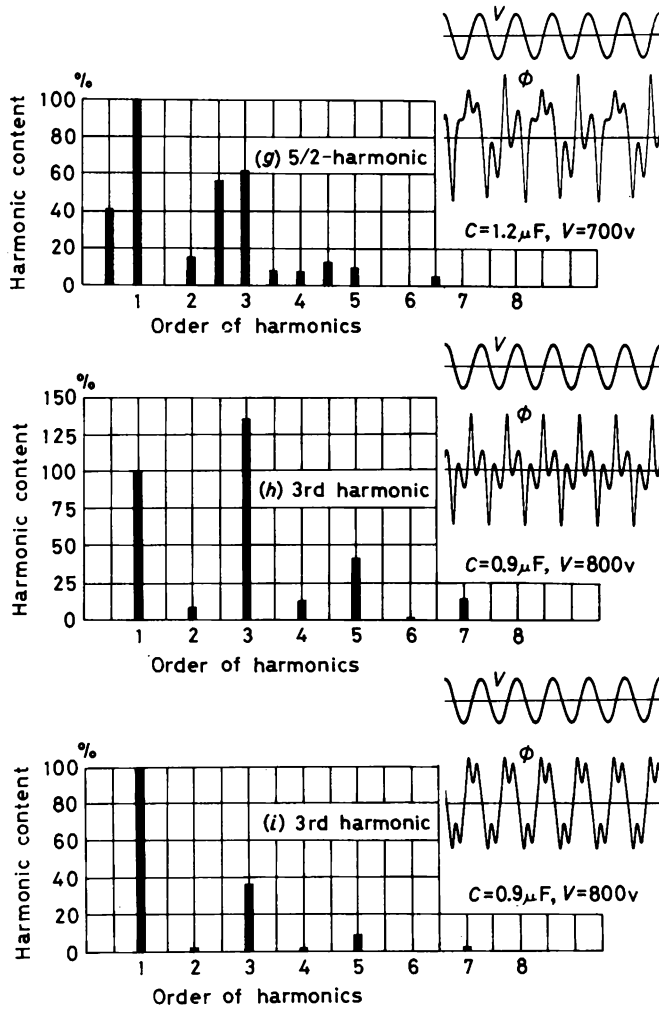 V
%
φ
100
80
60
40
20
0
Harmonic content
(g) 5/2-harmonic
C=1.2μF, V=700v
1 2 3 4 5 6 7 8
Order of harmonics
V
%
φ
150
125
100
75
50
25
0
Harmonic content
(h) 3rd harmonic
C=0.9μF, V=800v
1 2 3 4 5 6 7 8
Order of harmonics
V
%
φ
100
80
60
40
20
0
Harmonic content
(i) 3rd harmonic
C=0.9μF, V=800v
1 2 3 4 5 6 7 8
Order of harmonics